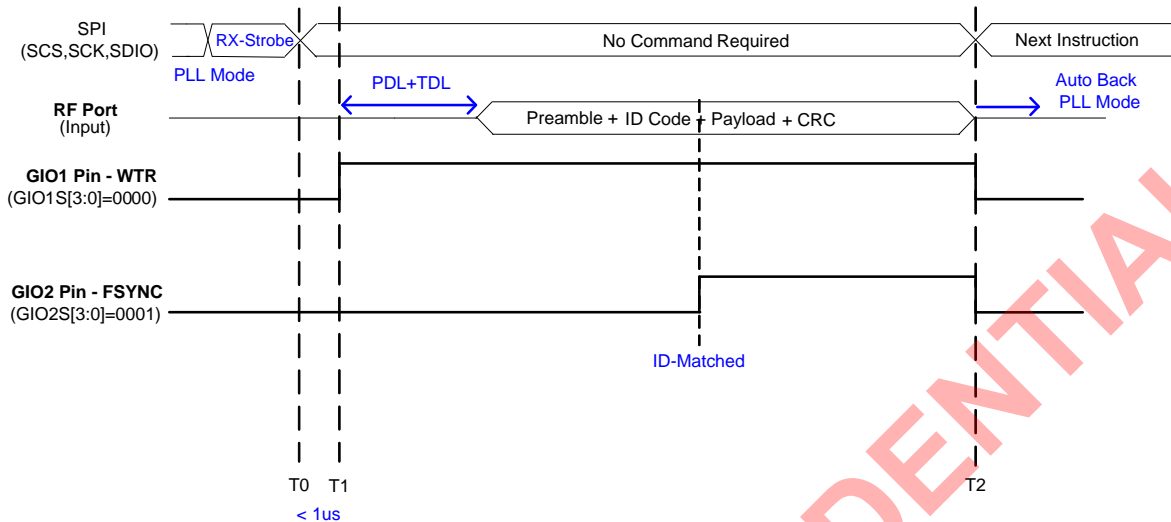 SPI
(SCS,SCK,SDIO)
RX-Strobe
No Command Required
Next Instruction
PLL Mode
PDL+TDL
Auto Back
PLL Mode
RF Port
(Input)
Preamble + ID Code + Payload + CRC
GIO1 Pin - WTR
(GIO1S[3:0]=0000)
GIO2 Pin - FSYNC
(GIO2S[3:0]=0001)
ID-Matched
T0 T1 T2
< 1us
DENTIAL